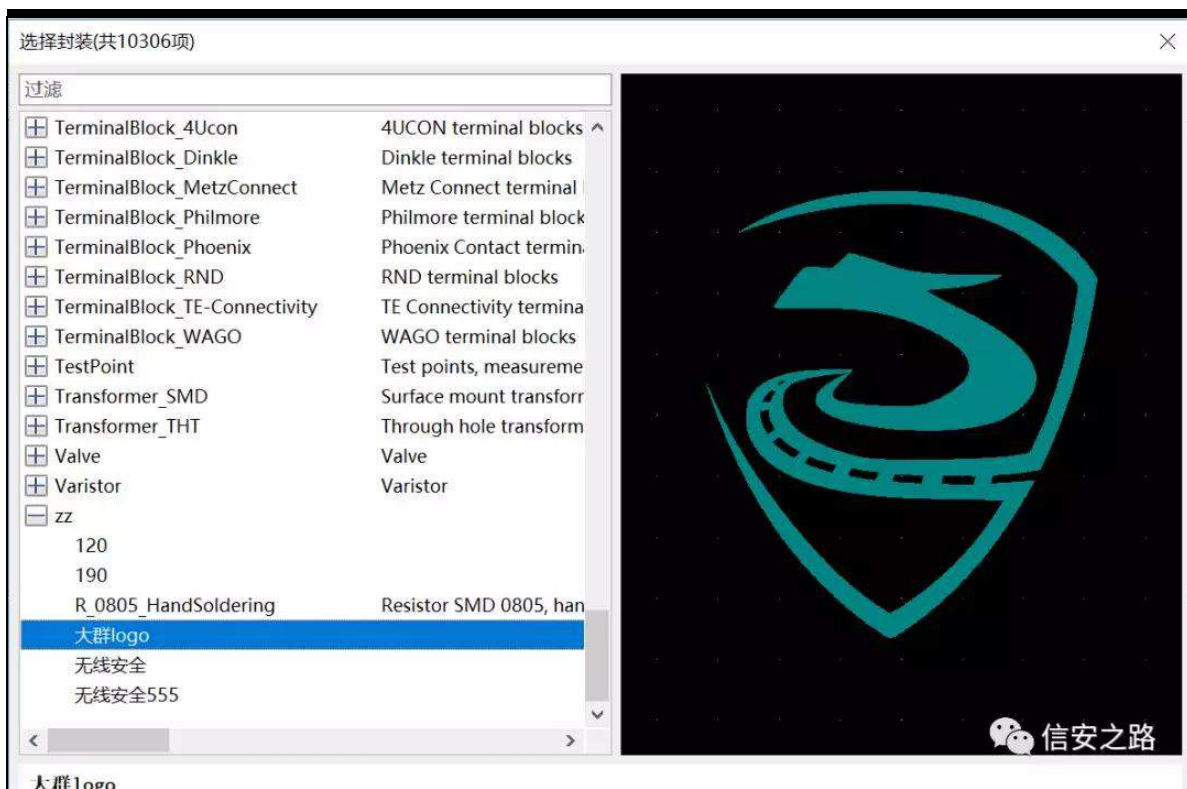 选择封装(共10306项)
过滤
TerminalBlock_4Ucon 4UCON terminal blocks
TerminalBlock_Dinkle Dinkle terminal blocks
TerminalBlock_MetzConnect Metz Connect terminal
TerminalBlock_Philmore Philmore terminal block
TerminalBlock_Phoenix Phoenix Contact termin
TerminalBlock_RND RND terminal blocks
TerminalBlock_TE-Connectivity TE Connectivity termina
TerminalBlock_WAGO WAGO terminal blocks
TestPoint Test points, measureme
Transformer_SMD Surface mount transforr
Transformer_THT Through hole transform
Valve Valve
Varistor Varistor
zz
120
190
R_0805_HandSoldering Resistor SMD 0805, han
大群logo
无线安全
无线安全555
信安之路
大群logo